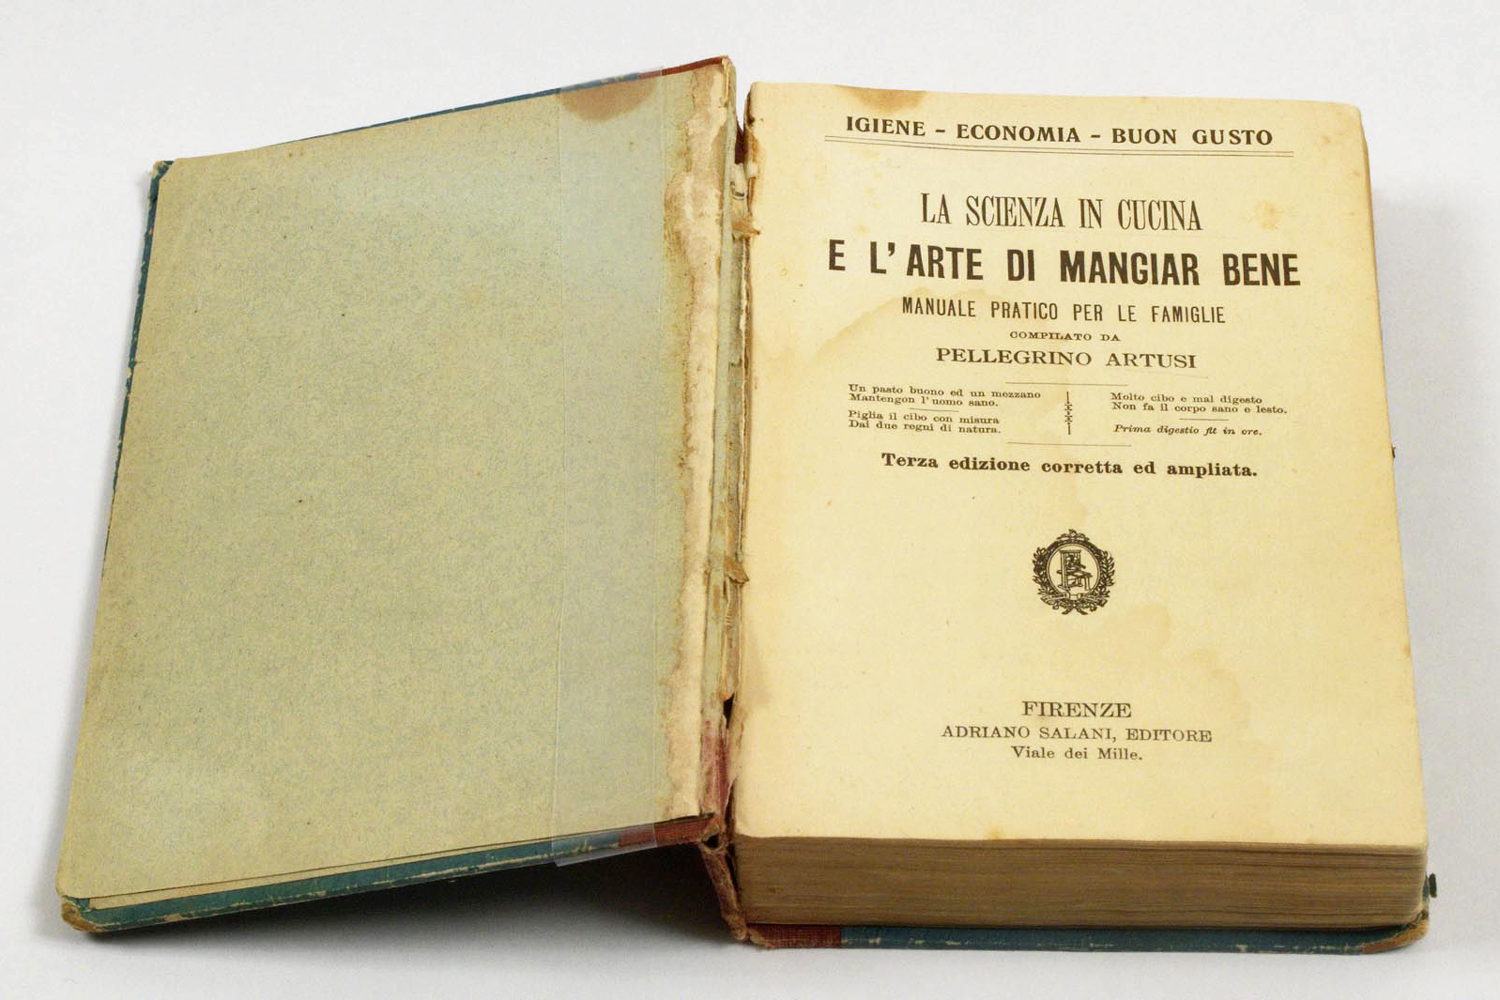 IGIENE - ECONOMIA - BUON GUSTO
LA SCIENZA IN CUCINA
E L'ARTE DI MANGIAR BENE
MANUALE PRATICO PER LE FAMIGLIE
COMPILATO DA
PELLEGRINO ARTUSI
Un pasto buono ed un mezzano
Mantengon l'uomo sano.
Piglia il cibo con misura
Dai due regni di natura.
Molto cibo e mal digesto
Non fa il corpo sano e lesto.
Prima digestio fit in ore.
Terza edizione corretta ed ampliata.
FIRENZE
ADRIANO SALANI, EDITORE
Viale dei Mille.